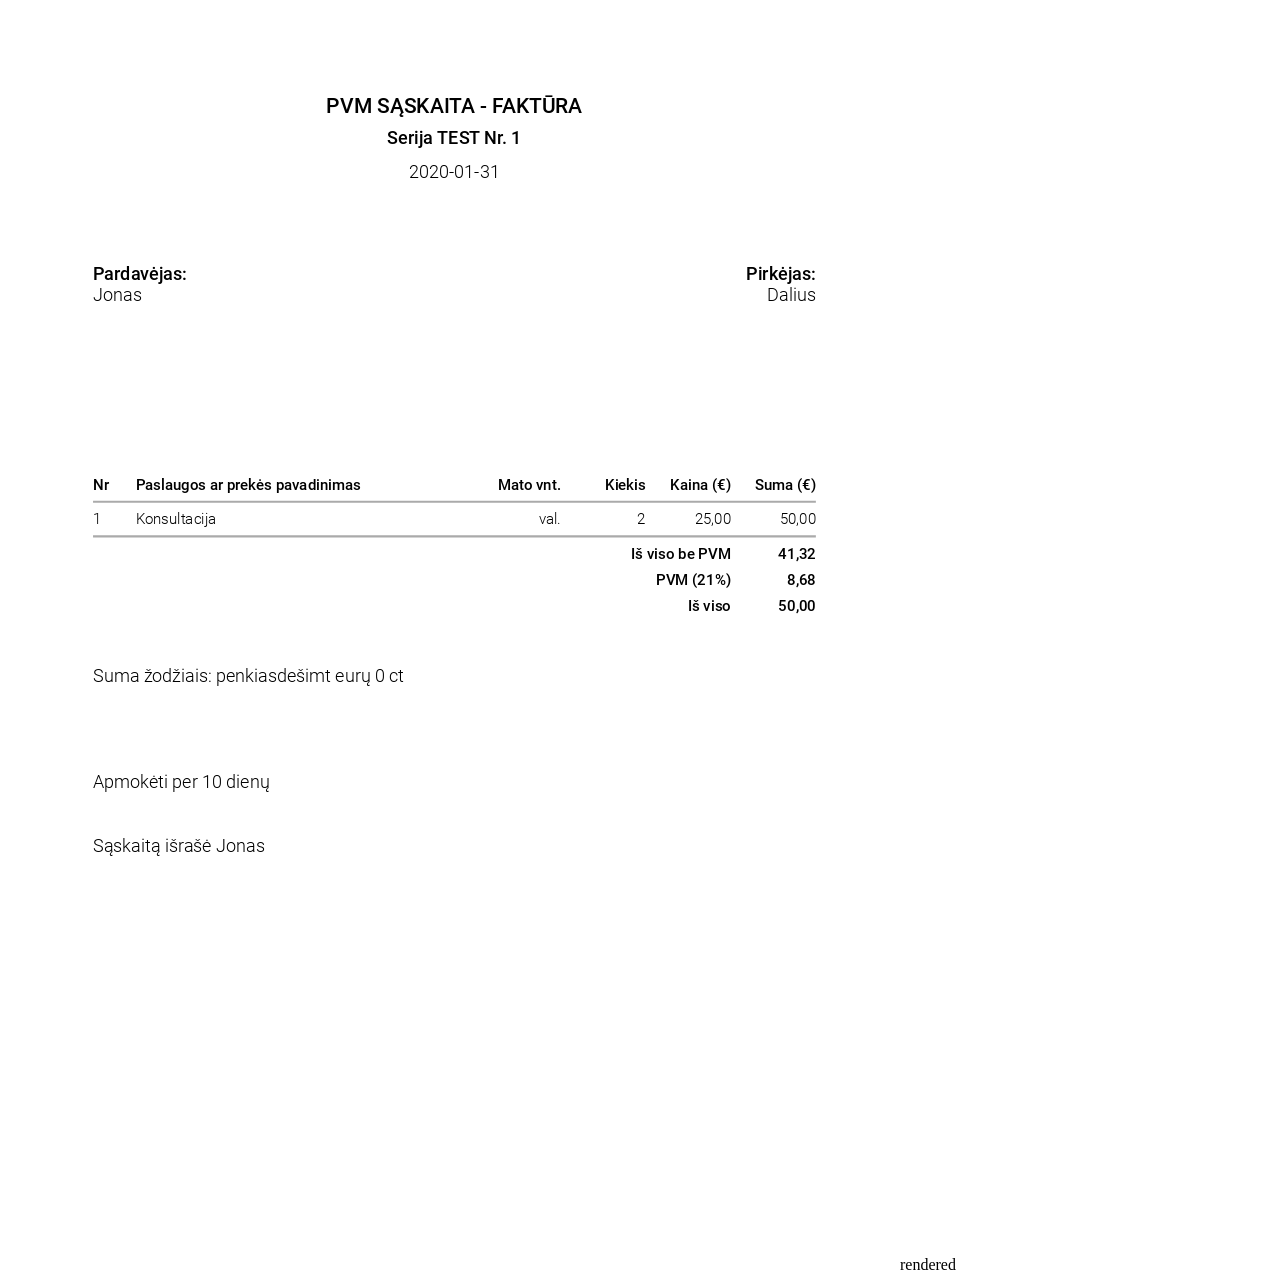 PVM SĄSKAITA - FAKTŪRA
Serija TEST Nr. 1
2020-01-31
Pardavėjas: Pirkėjas:
Jonas Dalius
Nr Paslaugos ar prekės pavadinimas Mato vnt. Kiekis Kaina (€) Suma (€)
1 Konsultacija val. 2 25,00 50,00
Iš viso be PVM 41,32
PVM (21%) 8,68
Iš viso 50,00
Suma žodžiais: penkiasdešimt eurų 0 ct
Apmokėti per 10 dienų
Sąskaitą išrašė Jonas
rendered